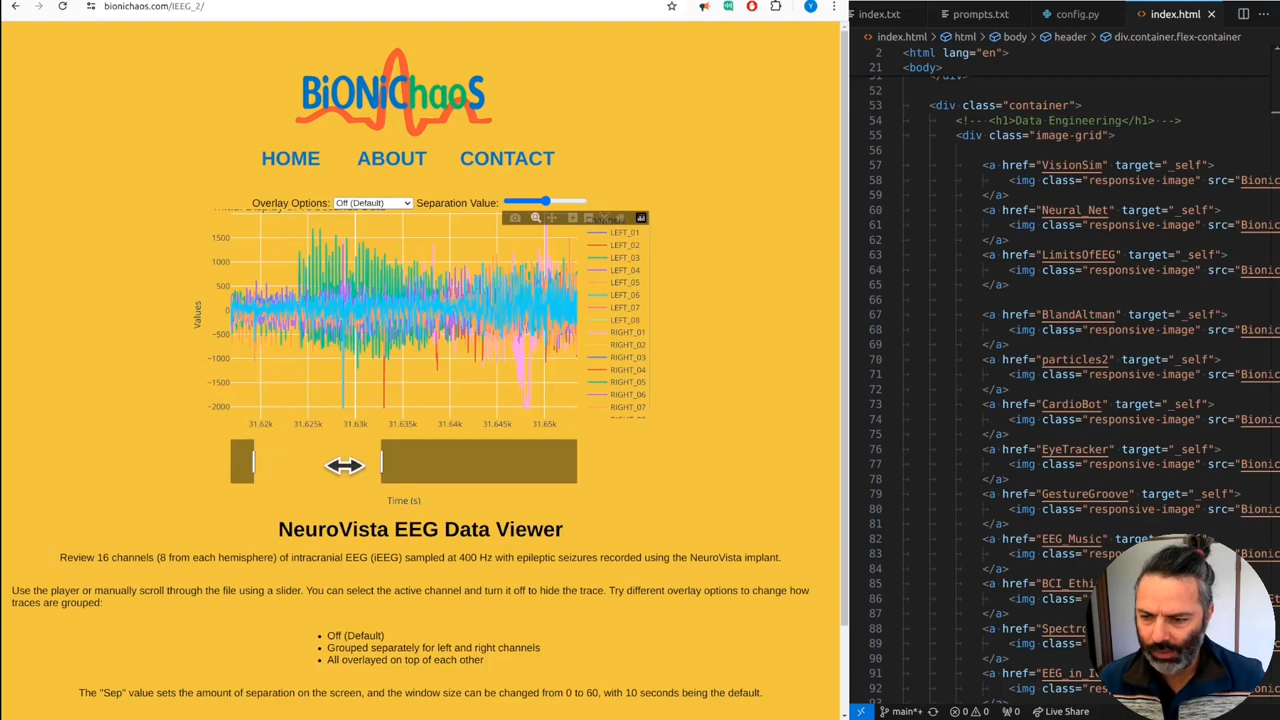 bionichaos.com/IEEG_2/
Y
BiONiChaoS
HOME ABOUT CONTACT
Overlay Options: Off (Default) Separation Value:
1500
1000
500
0
−500
−1000
−1500
−2000
Values
31.62k 31.625k 31.63k 31.635k 31.64k 31.645k 31.65k
LEFT_01
LEFT_02
LEFT_03
LEFT_04
LEFT_05
LEFT_06
LEFT_07
LEFT_08
RIGHT_01
RIGHT_02
RIGHT_03
RIGHT_04
RIGHT_05
RIGHT_06
RIGHT_07
Time (s)
NeuroVista EEG Data Viewer
Review 16 channels (8 from each hemisphere) of intracranial EEG (iEEG) sampled at 400 Hz with epileptic seizures recorded using the NeuroVista implant.
Use the player or manually scroll through the file using a slider. You can select the active channel and turn it off to hide the trace. Try different overlay options to change how
traces are grouped:
• Off (Default)
• Grouped separately for left and right channels
• All overlayed on top of each other
The "Sep" value sets the amount of separation on the screen, and the window size can be changed from 0 to 60, with 10 seconds being the default.
index.txt prompts.txt config.py index.html
index.html > html > body > header > div.container.flex-container
2 <html lang="en">
21 <body>
51 </div>
52
53 <div class="container">
54 <!-- <h1>Data Engineering</h1> -->
55 <div class="image-grid">
56
57 <a href="VisionSim" target="_self">
58 <img class="responsive-image" src="Bionic
59 </a>
60 <a href="Neural_Net" target="_self">
61 <img class="responsive-image" src="Bionic
62 </a>
63 <a href="LimitsOfEEG" target="_self">
64 <img class="responsive-image" src="Bionic
65 </a>
66
67 <a href="BlandAltman" target="_self">
68 <img class="responsive-image" src="Bionic
69 </a>
70 <a href="particles2" target="_self">
71 <img class="responsive-image" src="Bionic
72 </a>
73 <a href="CardioBot" target="_self">
74 <img class="responsive-image" src="Bionic
75 </a>
76 <a href="EyeTracker" target="_self">
77 <img class="responsive-image" src="Bionic
78 </a>
79 <a href="GestureGroove" target="_self">
80 <img class="responsive-image" src="Bionic
81 </a>
82 <a href="EEG_Music" target="
83 <img class="respons
84 </a>
85 <a href="BCI_Eth
86 <img class=
87 </a>
88 <a href="Spectr
89 <img class=
90 </a>
91 <a href="EEG_in_
92 <img class=
93
main*+ 0 0 0 Live Share